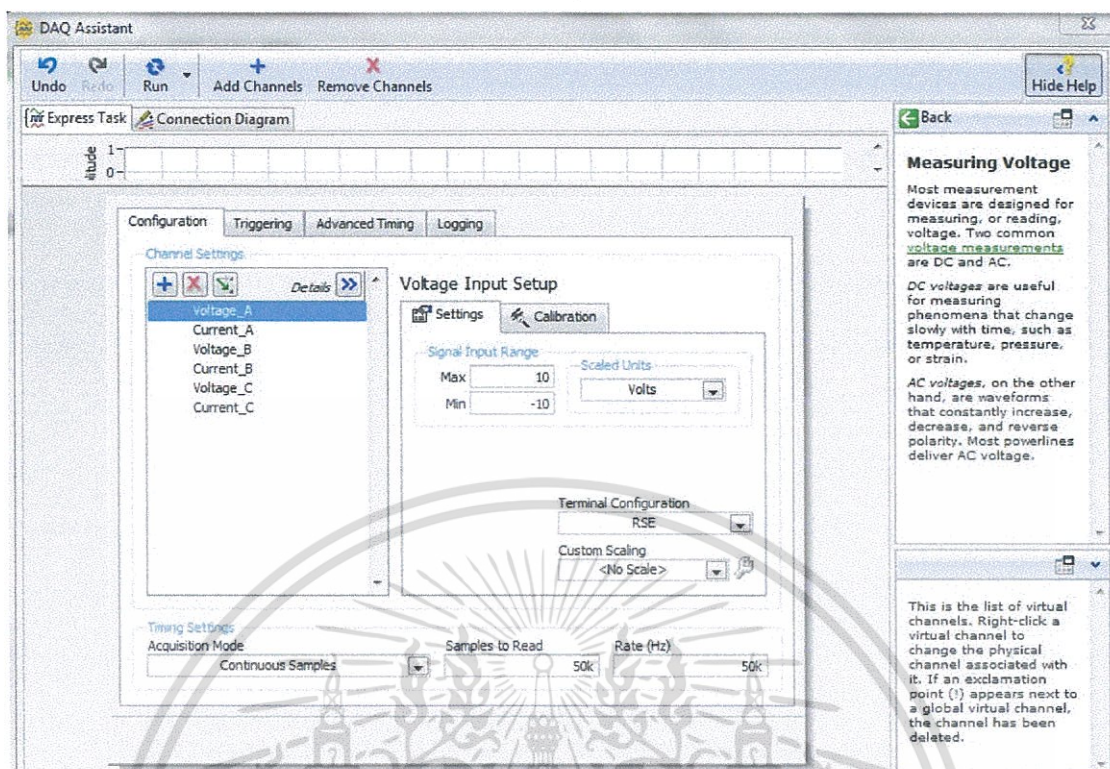 DAQ Assistant
Undo Redo Run Add Channels Remove Channels Hide Help
Express Task Connection Diagram
litude
1
0
Configuration Triggering Advanced Timing Logging
Channel Settings
Details
Voltage_A
Current_A
Voltage_B
Current_B
Voltage_C
Current_C
Voltage Input Setup
Settings Calibration
Signal Input Range
Max 10
Min -10
Scaled Units
Volts
Terminal Configuration
RSE
Custom Scaling
<No Scale>
Timing Settings
Acquisition Mode Samples to Read Rate (Hz)
Continuous Samples 50k 50k
Back
Measuring Voltage
Most measurement
devices are designed for
measuring, or reading,
voltage. Two common
voltage measurements
are DC and AC.
DC voltages are useful
for measuring
phenomena that change
slowly with time, such as
temperature, pressure,
or strain.
AC voltages, on the other
hand, are waveforms
that constantly increase,
decrease, and reverse
polarity. Most powerlines
deliver AC voltage.
This is the list of virtual
channels. Right-click a
virtual channel to
change the physical
channel associated with
it. If an exclamation
point (!) appears next to
a global virtual channel,
the channel has been
deleted.